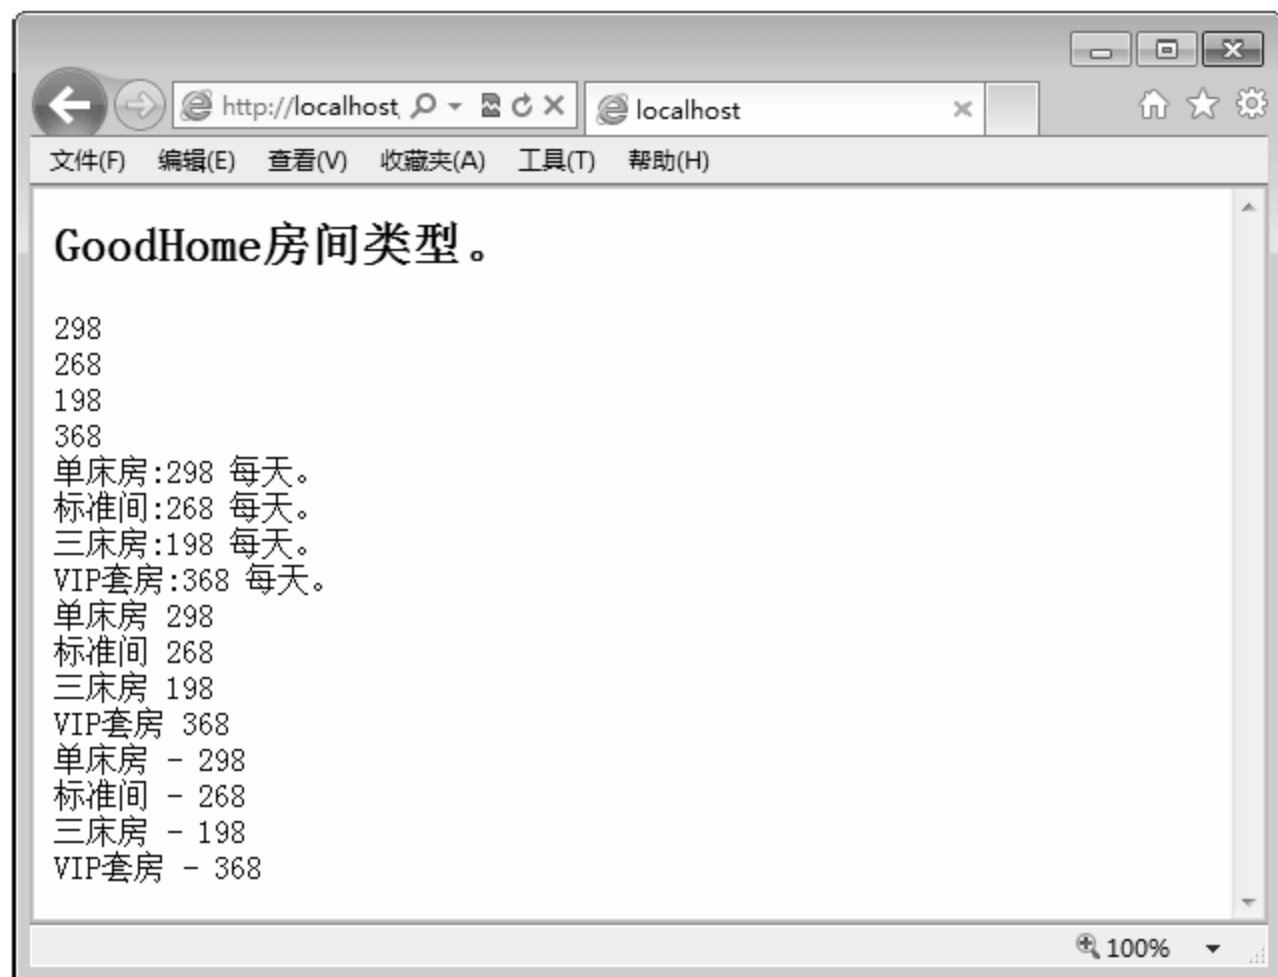 http://localhost
localhost
文件(F) 编辑(E) 查看(V) 收藏夹(A) 工具(T) 帮助(H)
GoodHome房间类型。
298
268
198
368
单床房:298 每天。
标准间:268 每天。
三床房:198 每天。
VIP套房:368 每天。
单床房 298
标准间 268
三床房 198
VIP套房 368
单床房 - 298
标准间 - 268
三床房 - 198
VIP套房 - 368
100%